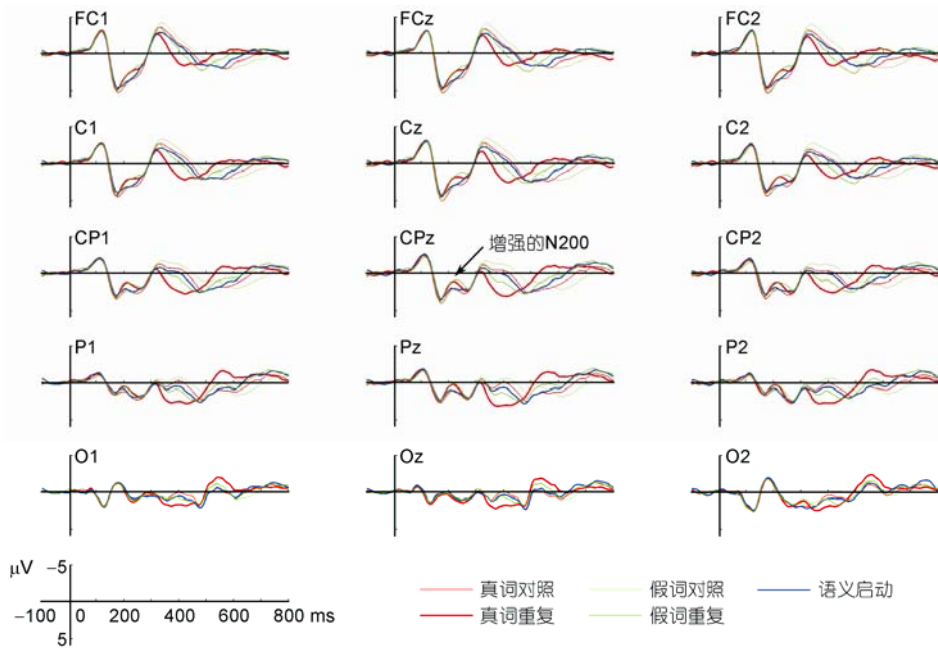 FC1 FCz FC2
C1 Cz C2
CP1 CPz CP2
增强的N200
P1 Pz P2
O1 Oz O2
μV −5
−100 0 200 400 600 800 ms
5
真词对照 假词对照 语义启动
真词重复 假词重复